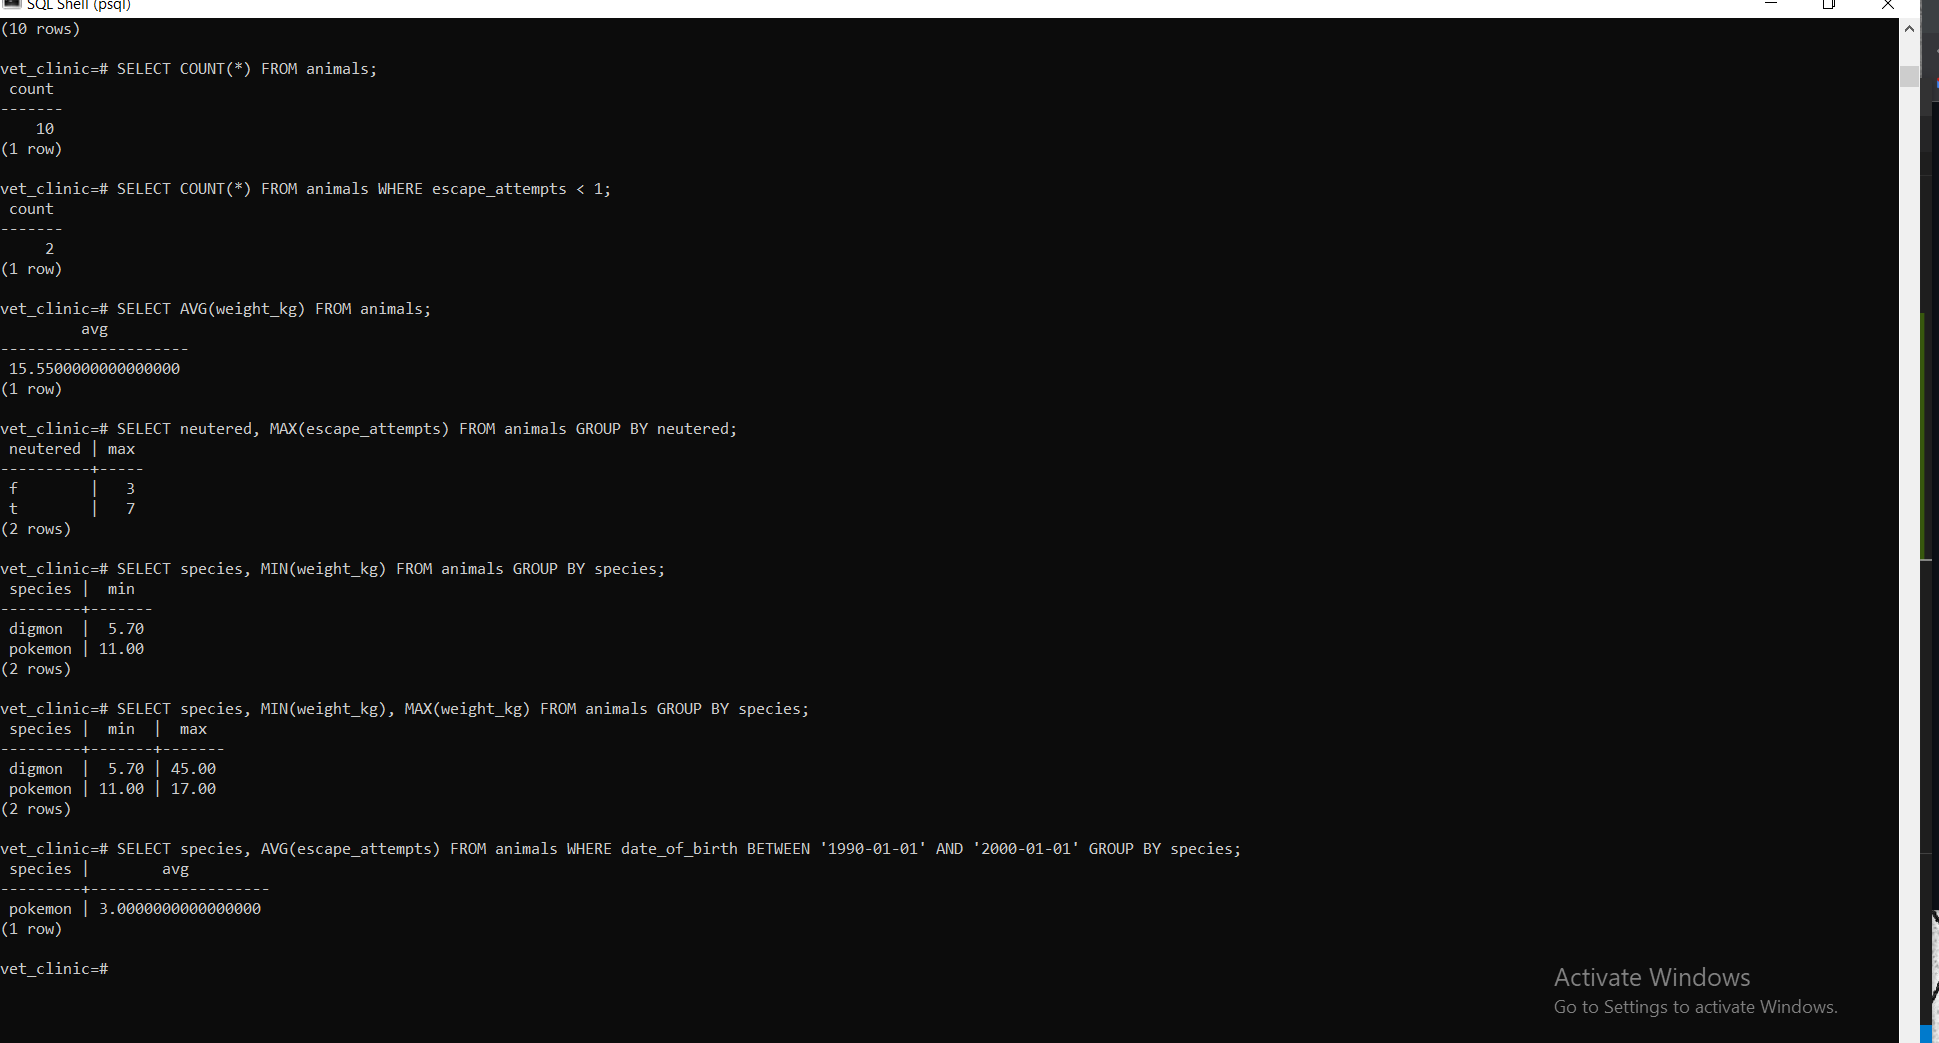 SQL Shell (psql)
(10 rows)
vet_clinic=# SELECT COUNT(*) FROM animals;
 count
-------
    10
(1 row)
vet_clinic=# SELECT COUNT(*) FROM animals WHERE escape_attempts < 1;
 count
-------
     2
(1 row)
vet_clinic=# SELECT AVG(weight_kg) FROM animals;
         avg
---------------------
 15.5500000000000000
(1 row)
vet_clinic=# SELECT neutered, MAX(escape_attempts) FROM animals GROUP BY neutered;
 neutered | max
----------+-----
 f        |   3
 t        |   7
(2 rows)
vet_clinic=# SELECT species, MIN(weight_kg) FROM animals GROUP BY species;
 species |  min
---------+-------
 digmon  |  5.70
 pokemon | 11.00
(2 rows)
vet_clinic=# SELECT species, MIN(weight_kg), MAX(weight_kg) FROM animals GROUP BY species;
 species |  min  |  max
---------+-------+-------
 digmon  |  5.70 | 45.00
 pokemon | 11.00 | 17.00
(2 rows)
vet_clinic=# SELECT species, AVG(escape_attempts) FROM animals WHERE date_of_birth BETWEEN '1990-01-01' AND '2000-01-01' GROUP BY species;
 species |        avg
---------+--------------------
 pokemon | 3.0000000000000000
(1 row)
vet_clinic=#
Activate Windows
Go to Settings to activate Windows.